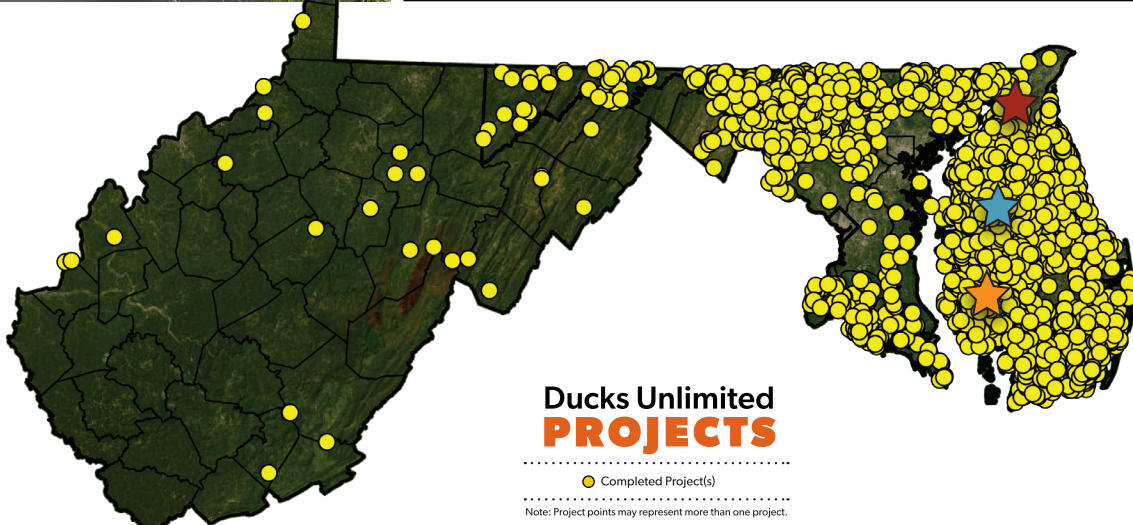 Ducks Unlimited
PROJECTS
Completed Project(s)
Note: Project points may represent more than one project.